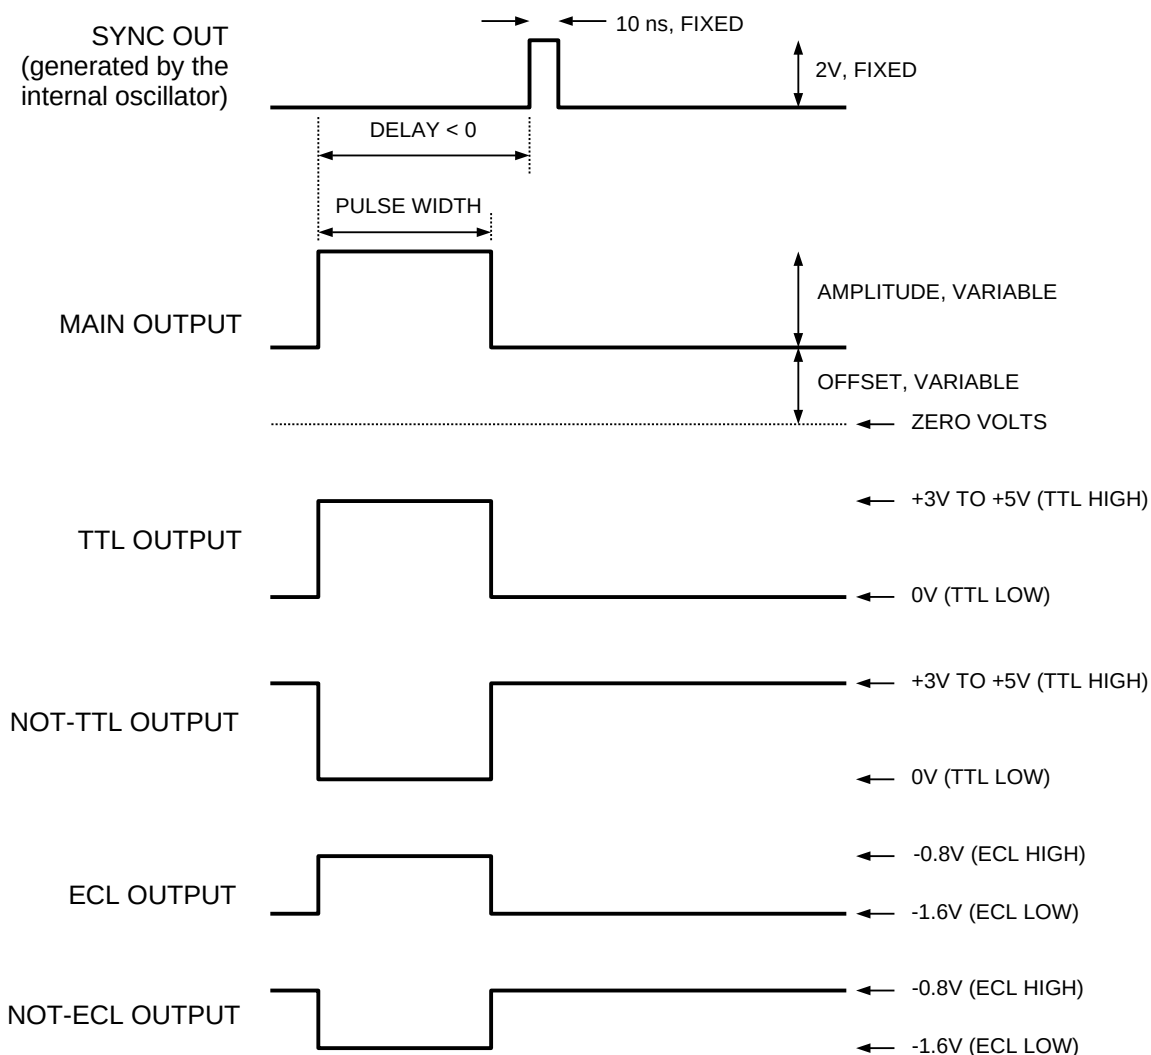 10 ns, FIXED
SYNC OUT
(generated by the
internal oscillator)
2V, FIXED
DELAY < 0
PULSE WIDTH
AMPLITUDE, VARIABLE
MAIN OUTPUT
OFFSET, VARIABLE
ZERO VOLTS
+3V TO +5V (TTL HIGH)
TTL OUTPUT
0V (TTL LOW)
+3V TO +5V (TTL HIGH)
NOT-TTL OUTPUT
0V (TTL LOW)
-0.8V (ECL HIGH)
ECL OUTPUT
-1.6V (ECL LOW)
-0.8V (ECL HIGH)
NOT-ECL OUTPUT
-1.6V (ECL LOW)